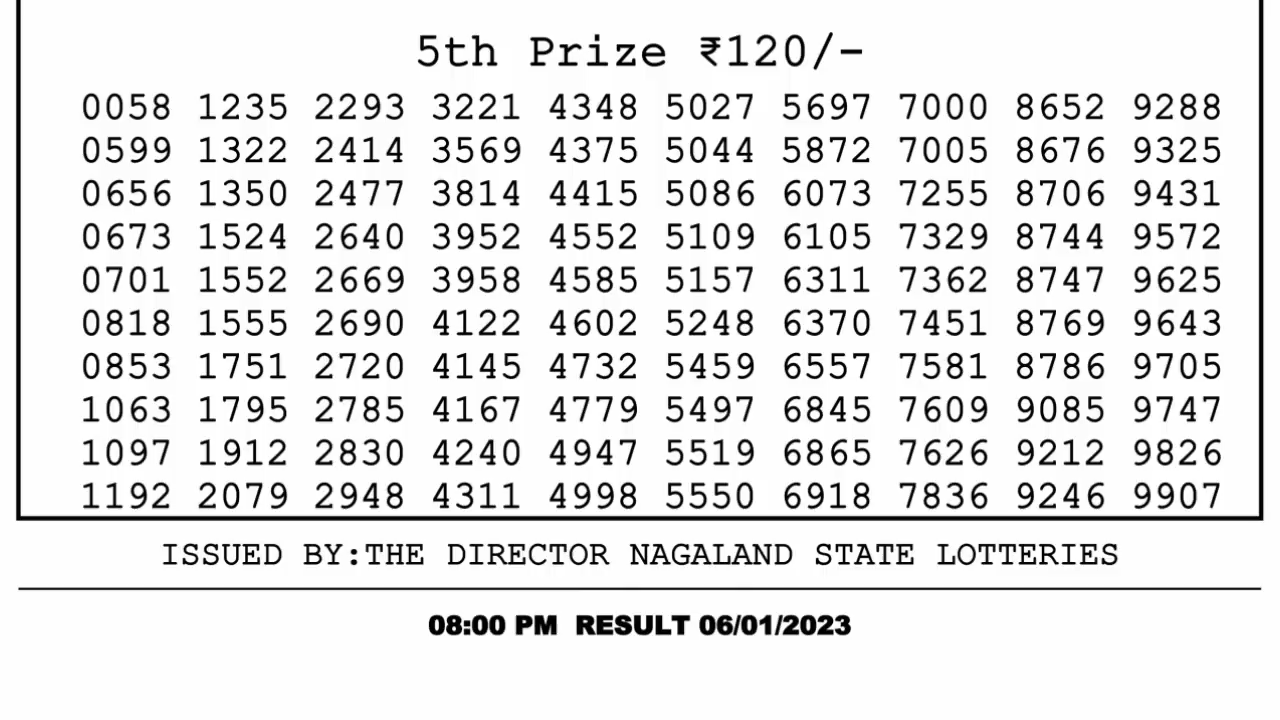 5th Prize ₹120/-
0058 1235 2293 3221 4348 5027 5697 7000 8652 9288
0599 1322 2414 3569 4375 5044 5872 7005 8676 9325
0656 1350 2477 3814 4415 5086 6073 7255 8706 9431
0673 1524 2640 3952 4552 5109 6105 7329 8744 9572
0701 1552 2669 3958 4585 5157 6311 7362 8747 9625
0818 1555 2690 4122 4602 5248 6370 7451 8769 9643
0853 1751 2720 4145 4732 5459 6557 7581 8786 9705
1063 1795 2785 4167 4779 5497 6845 7609 9085 9747
1097 1912 2830 4240 4947 5519 6865 7626 9212 9826
1192 2079 2948 4311 4998 5550 6918 7836 9246 9907
ISSUED BY:THE DIRECTOR NAGALAND STATE LOTTERIES
08:00 PM RESULT 06/01/2023